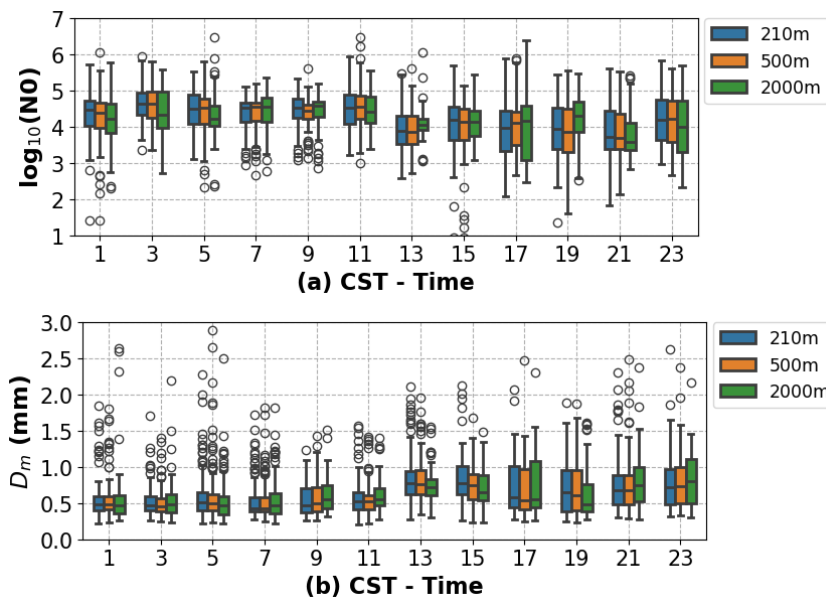 7
6
5
4
3
2
1
log₁₀(N0)
1 3 5 7 9 11 13 15 17 19 21 23
(a) CST - Time
210m
500m
2000m
3.0
2.5
2.0
1.5
1.0
0.5
0.0
Dₘ (mm)
1 3 5 7 9 11 13 15 17 19 21 23
(b) CST - Time
210m
500m
2000m